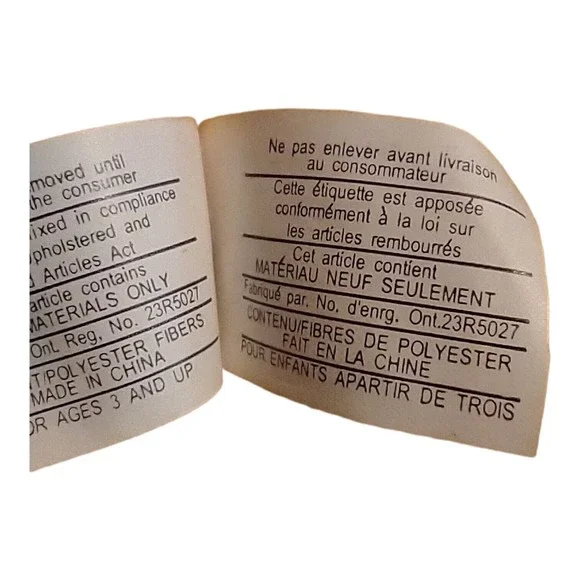 moved until
the consumer
ixed in compliance
pholstered and
d Articles Act
article contains
MATERIALS ONLY
Ont. Reg, No. 23R5027
T/POLYESTER FIBERS
MADE IN CHINA
OR AGES 3 AND UP
Ne pas enlever avant livraison
au consommateur
Cette étiquette est apposée
conformément à la loi sur
les articles rembourrés
Cet article contient
MATÉRIAU NEUF SEULEMENT
Fabriqué par. No. d'enrg. Ont.23R5027
CONTENU/FIBRES DE POLYESTER
FAIT EN LA CHINE
POUR ENFANTS APARTIR DE TROIS